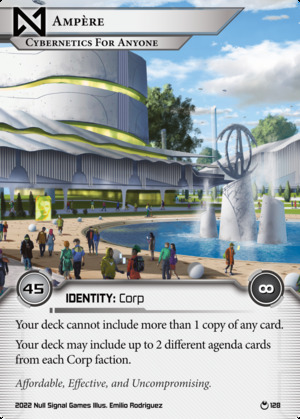 Ampère
Cybernetics For Anyone
45
IDENTITY: Corp
∞
Your deck cannot include more than 1 copy of any card.
Your deck may include up to 2 different agenda cards
from each Corp faction.
Affordable, Effective, and Uncompromising.
2022 Null Signal Games Illus. Emilio Rodriguez
128